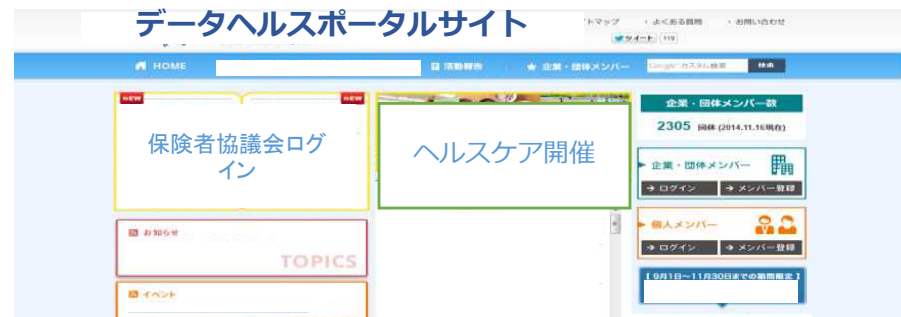 データヘルスポータルサイト
トマップ
よくある質問
お問い合わせ
ツイート
HOME
活動報告
企業・団体メンバー
Google カスタム検索
検索
NEW
NEW
保険者協議会ログ
イン
ヘルスケア開催
企業・団体メンバー数
2305 団体 (2014.11.16現在)
企業・団体メンバー
→ ログイン
→ メンバー登録
個人メンバー
→ ログイン
→ メンバー登録
お知らせ
TOPICS
イベント
【 9月1日~11月30日までの期間限定 】